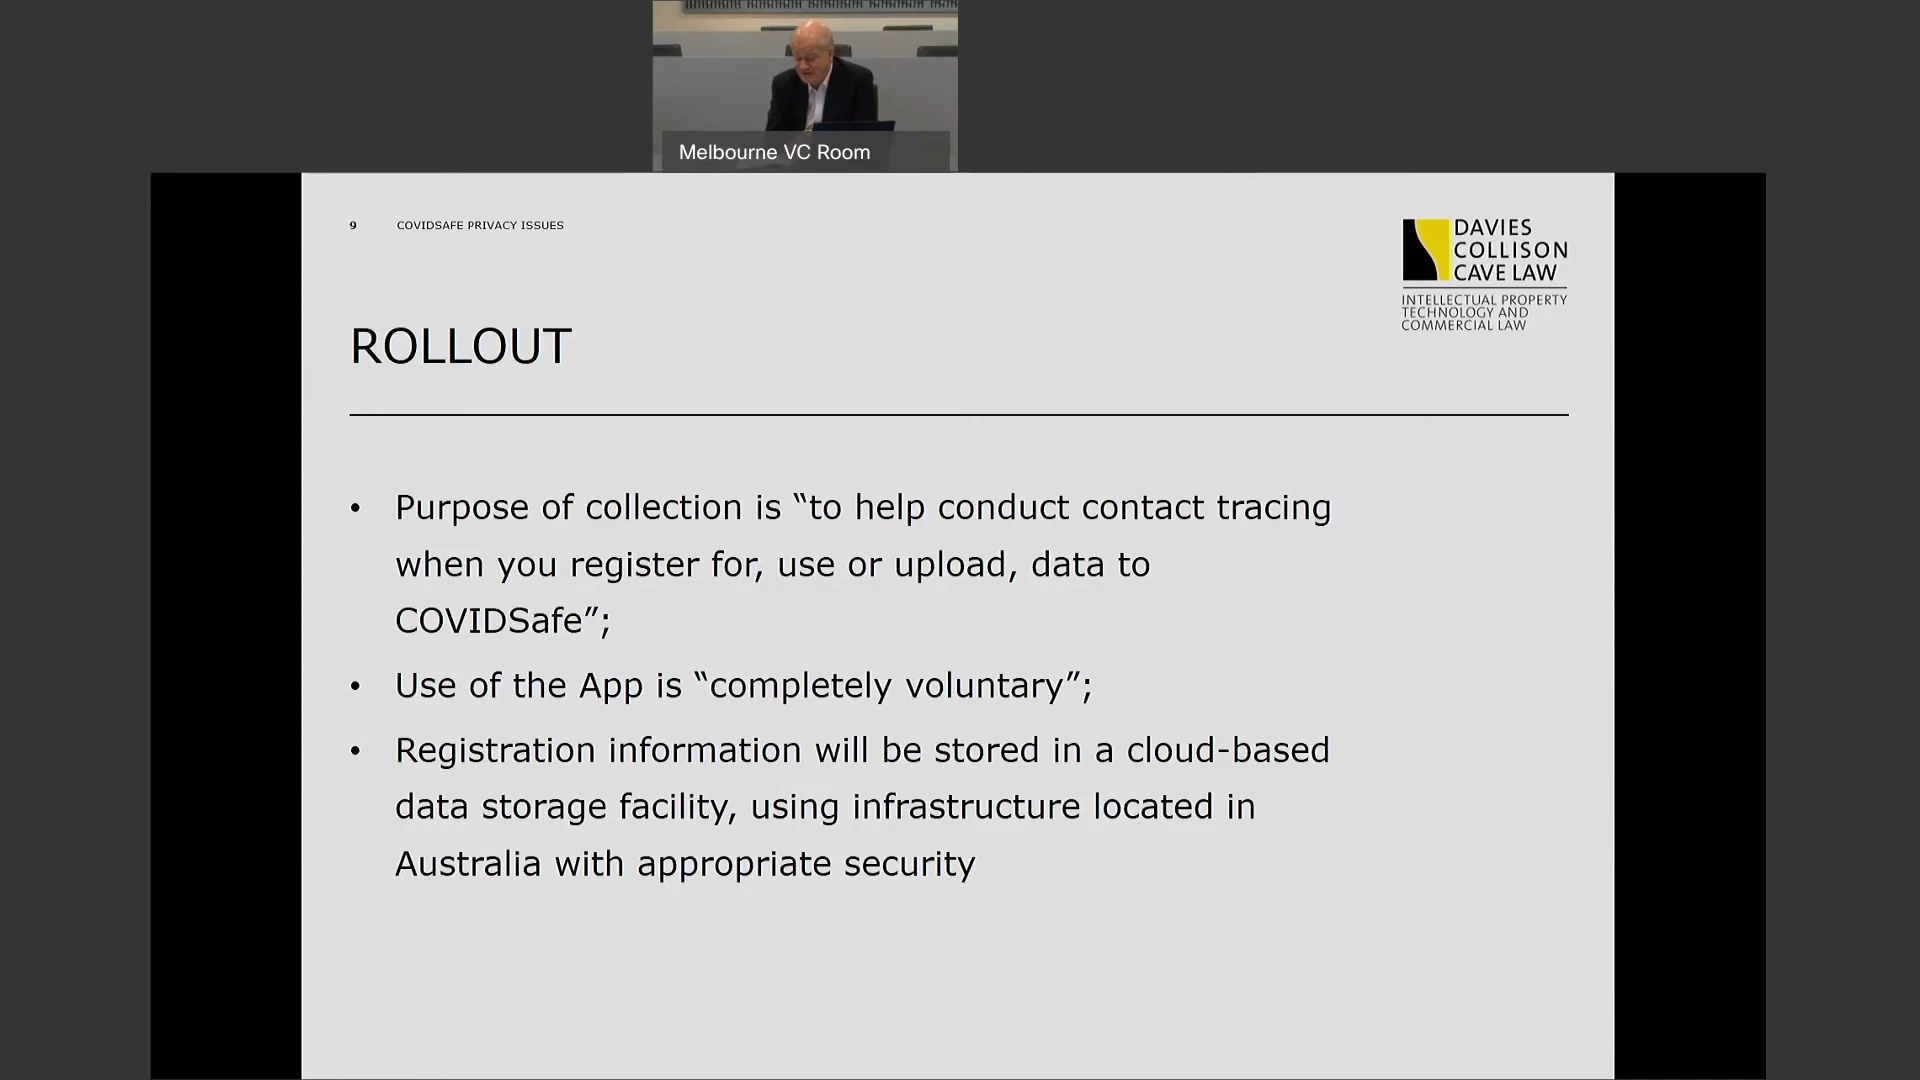 Melbourne VC Room
9 COVIDSAFE PRIVACY ISSUES
DAVIES
COLLISON
CAVE LAW
INTELLECTUAL PROPERTY
TECHNOLOGY AND
COMMERCIAL LAW
ROLLOUT
• Purpose of collection is “to help conduct contact tracing
when you register for, use or upload, data to
COVIDSafe”;
• Use of the App is “completely voluntary”;
• Registration information will be stored in a cloud-based
data storage facility, using infrastructure located in
Australia with appropriate security